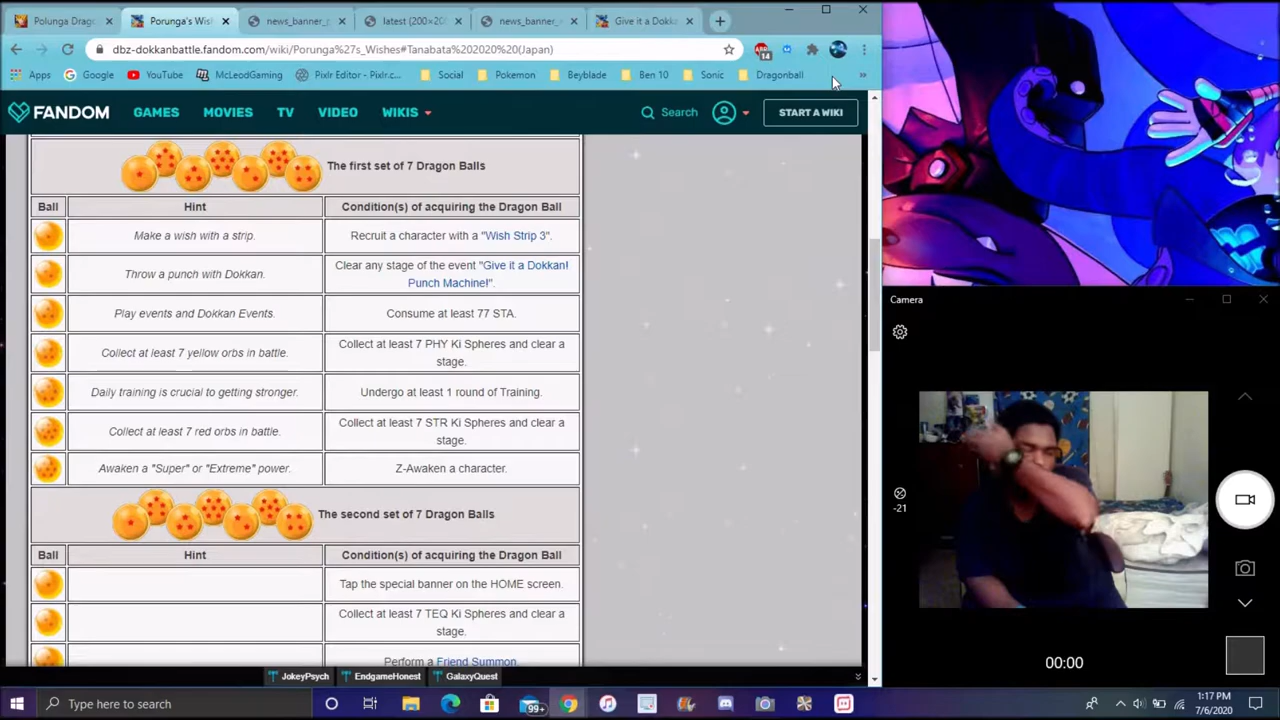 Polunga Drago
Porunga's Wis
news_banner_p
latest (200×20
news_banner_
Give it a Dokk
dbz-dokkanbattle.fandom.com/wiki/Porunga%27s_Wishes#Tanabata%202020%20(Japan)
14
Apps
Google
YouTube
McLeodGaming
Pixlr Editor - Pixlr.c...
Social
Pokemon
Beyblade
Ben 10
Sonic
Dragonball
»
FANDOM
GAMES
MOVIES
TV
VIDEO
WIKIS
Search
START A WIKI
The first set of 7 Dragon Balls
Ball
Hint
Condition(s) of acquiring the Dragon Ball
Make a wish with a strip.
Recruit a character with a "Wish Strip 3".
Throw a punch with Dokkan.
Clear any stage of the event "Give it a Dokkan!
Punch Machine!".
Play events and Dokkan Events.
Consume at least 77 STA.
Collect at least 7 yellow orbs in battle.
Collect at least 7 PHY Ki Spheres and clear a
stage.
Daily training is crucial to getting stronger.
Undergo at least 1 round of Training.
Collect at least 7 red orbs in battle.
Collect at least 7 STR Ki Spheres and clear a
stage.
Awaken a "Super" or "Extreme" power.
Z-Awaken a character.
The second set of 7 Dragon Balls
Ball
Hint
Condition(s) of acquiring the Dragon Ball
Tap the special banner on the HOME screen.
Collect at least 7 TEQ Ki Spheres and clear a
stage.
Perform a Friend Summon.
JokeyPsych
EndgameHonest
GalaxyQuest
Camera
-21
00:00
Type here to search
99+
1:17 PM
7/6/2020